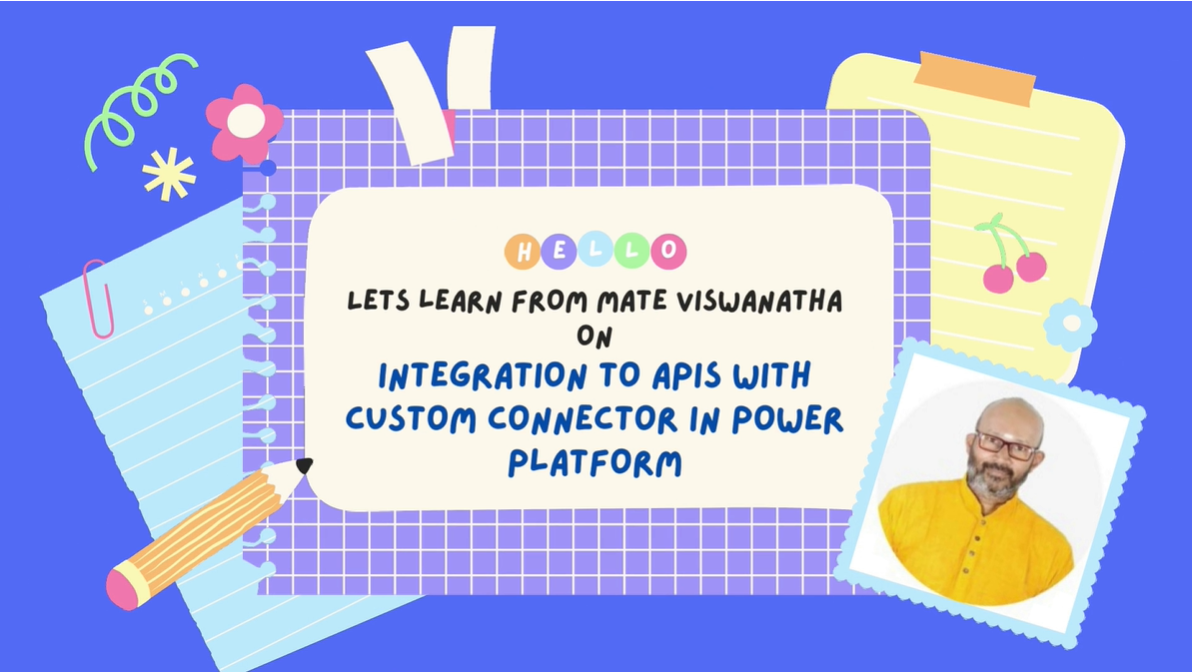 HELLO
LETS LEARN FROM MATE VISWANATHA
ON
INTEGRATION TO APIS WITH
CUSTOM CONNECTOR IN POWER
PLATFORM